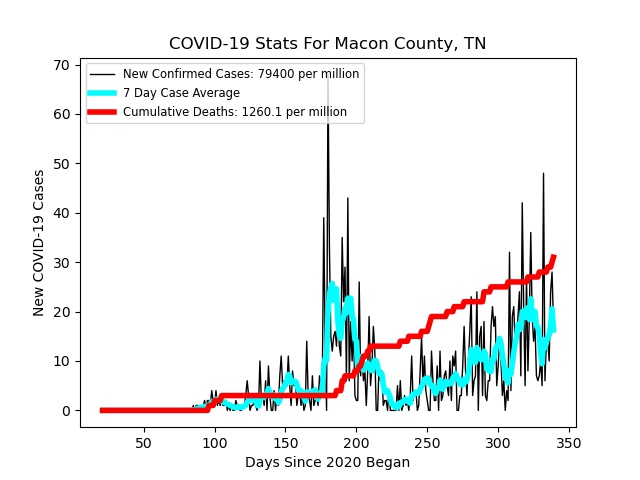 COVID-19 Stats For Macon County, TN
New Confirmed Cases: 79400 per million
7 Day Case Average
Cumulative Deaths: 1260.1 per million
New COVID-19 Cases
70
60
50
40
30
20
10
0
50 100 150 200 250 300 350
Days Since 2020 Began